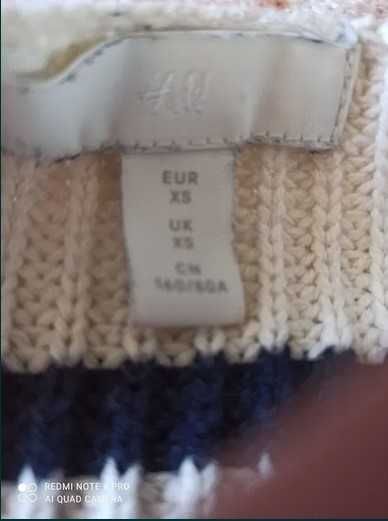 H&M
EUR
XS
UK
XS
CN
160/80A
REDMI NOTE 8 PRO
AI QUAD CAMERA